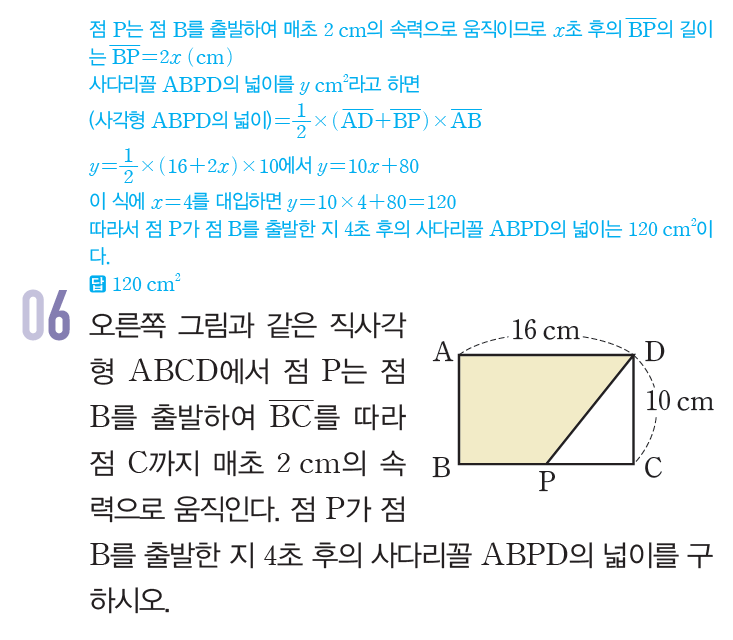 점 P는 점 B를 출발하여 매초 2 cm의 속력으로 움직이므로 x초 후의 B̅P̅의 길이
는 B̅P̅=2x (cm)
사다리꼴 ABPD의 넓이를 y cm²라고 하면
(사각형 ABPD의 넓이)=1/2×(A̅D̅+B̅P̅)×A̅B̅
y=1/2×(16+2x)×10에서 y=10x+80
이 식에 x=4를 대입하면 y=10×4+80=120
따라서 점 P가 점 B를 출발한 지 4초 후의 사다리꼴 ABPD의 넓이는 120 cm²이
다.
답 120 cm²
06
오른쪽 그림과 같은 직사각
형 ABCD에서 점 P는 점
B를 출발하여 B̅C̅를 따라
점 C까지 매초 2 cm의 속
력으로 움직인다. 점 P가 점
B를 출발한 지 4초 후의 사다리꼴 ABPD의 넓이를 구
하시오.
16 cm
A
D
10 cm
B
P
C